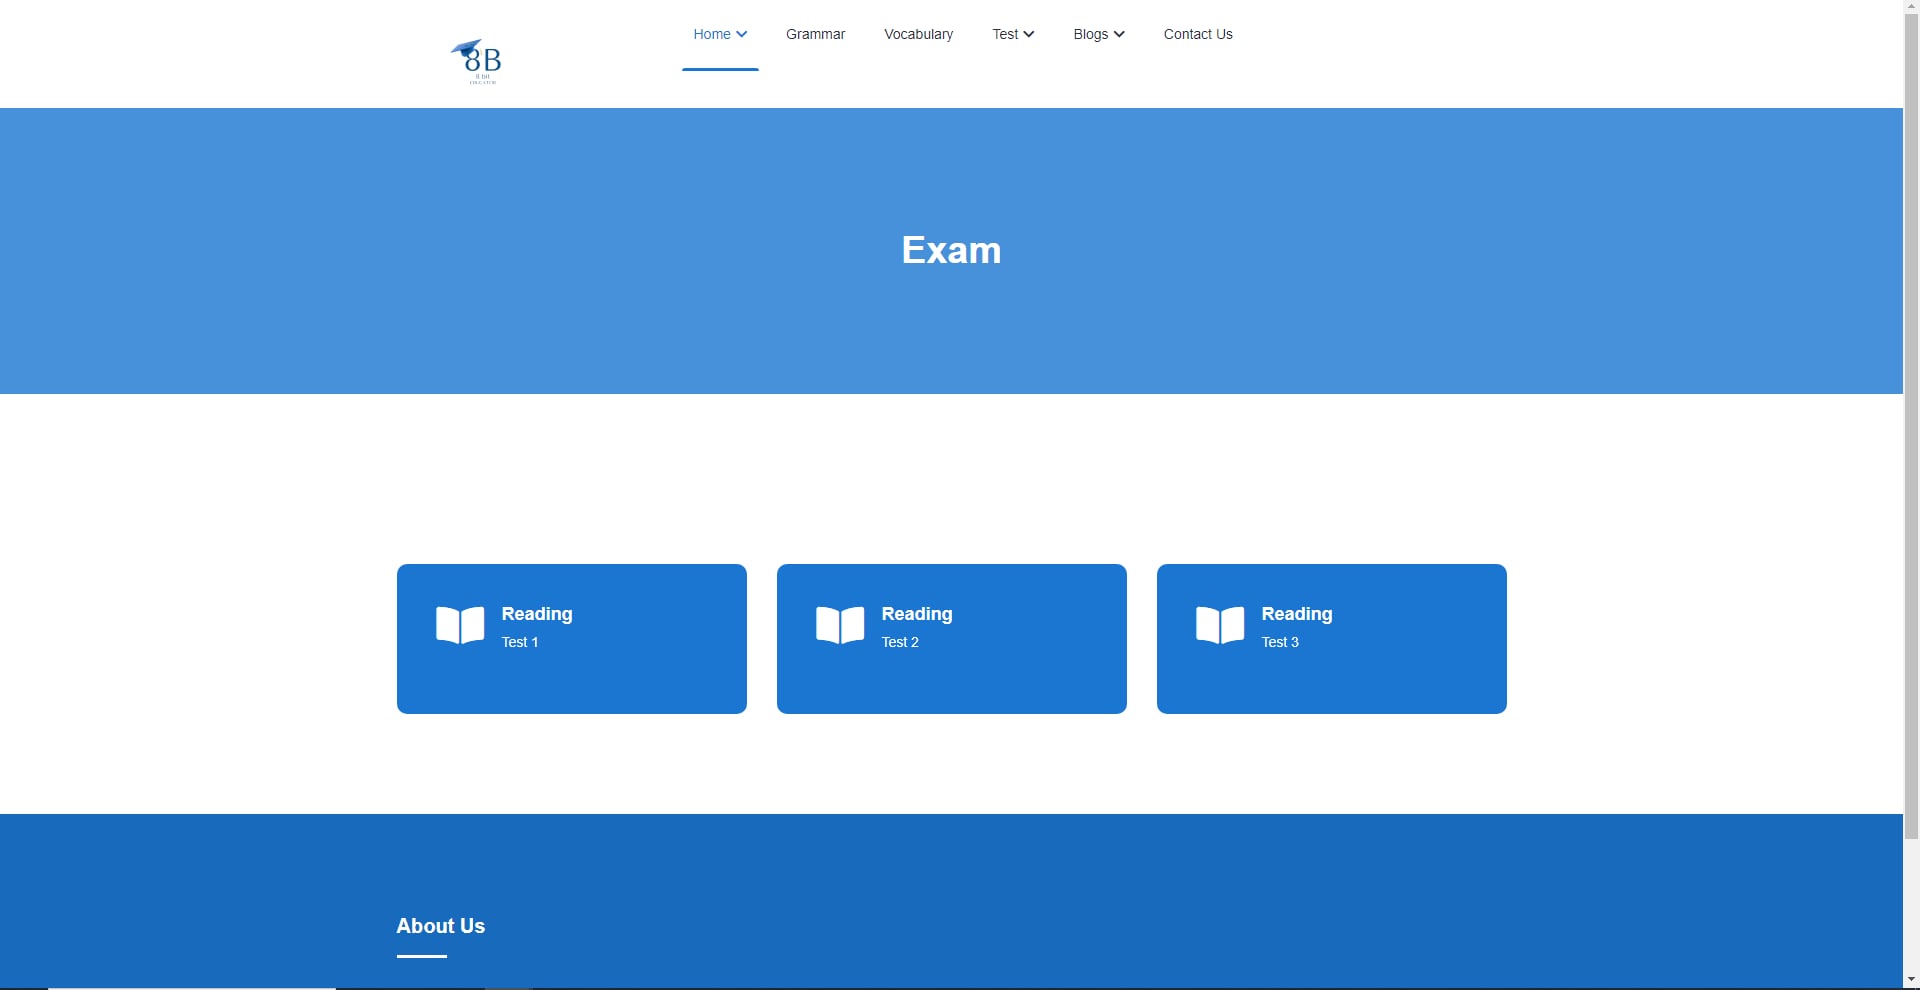 Home
Grammar
Vocabulary
Test
Blogs
Contact Us
8B
8 bit
EDUCATOR
Exam
Reading
Test 1
Reading
Test 2
Reading
Test 3
About Us